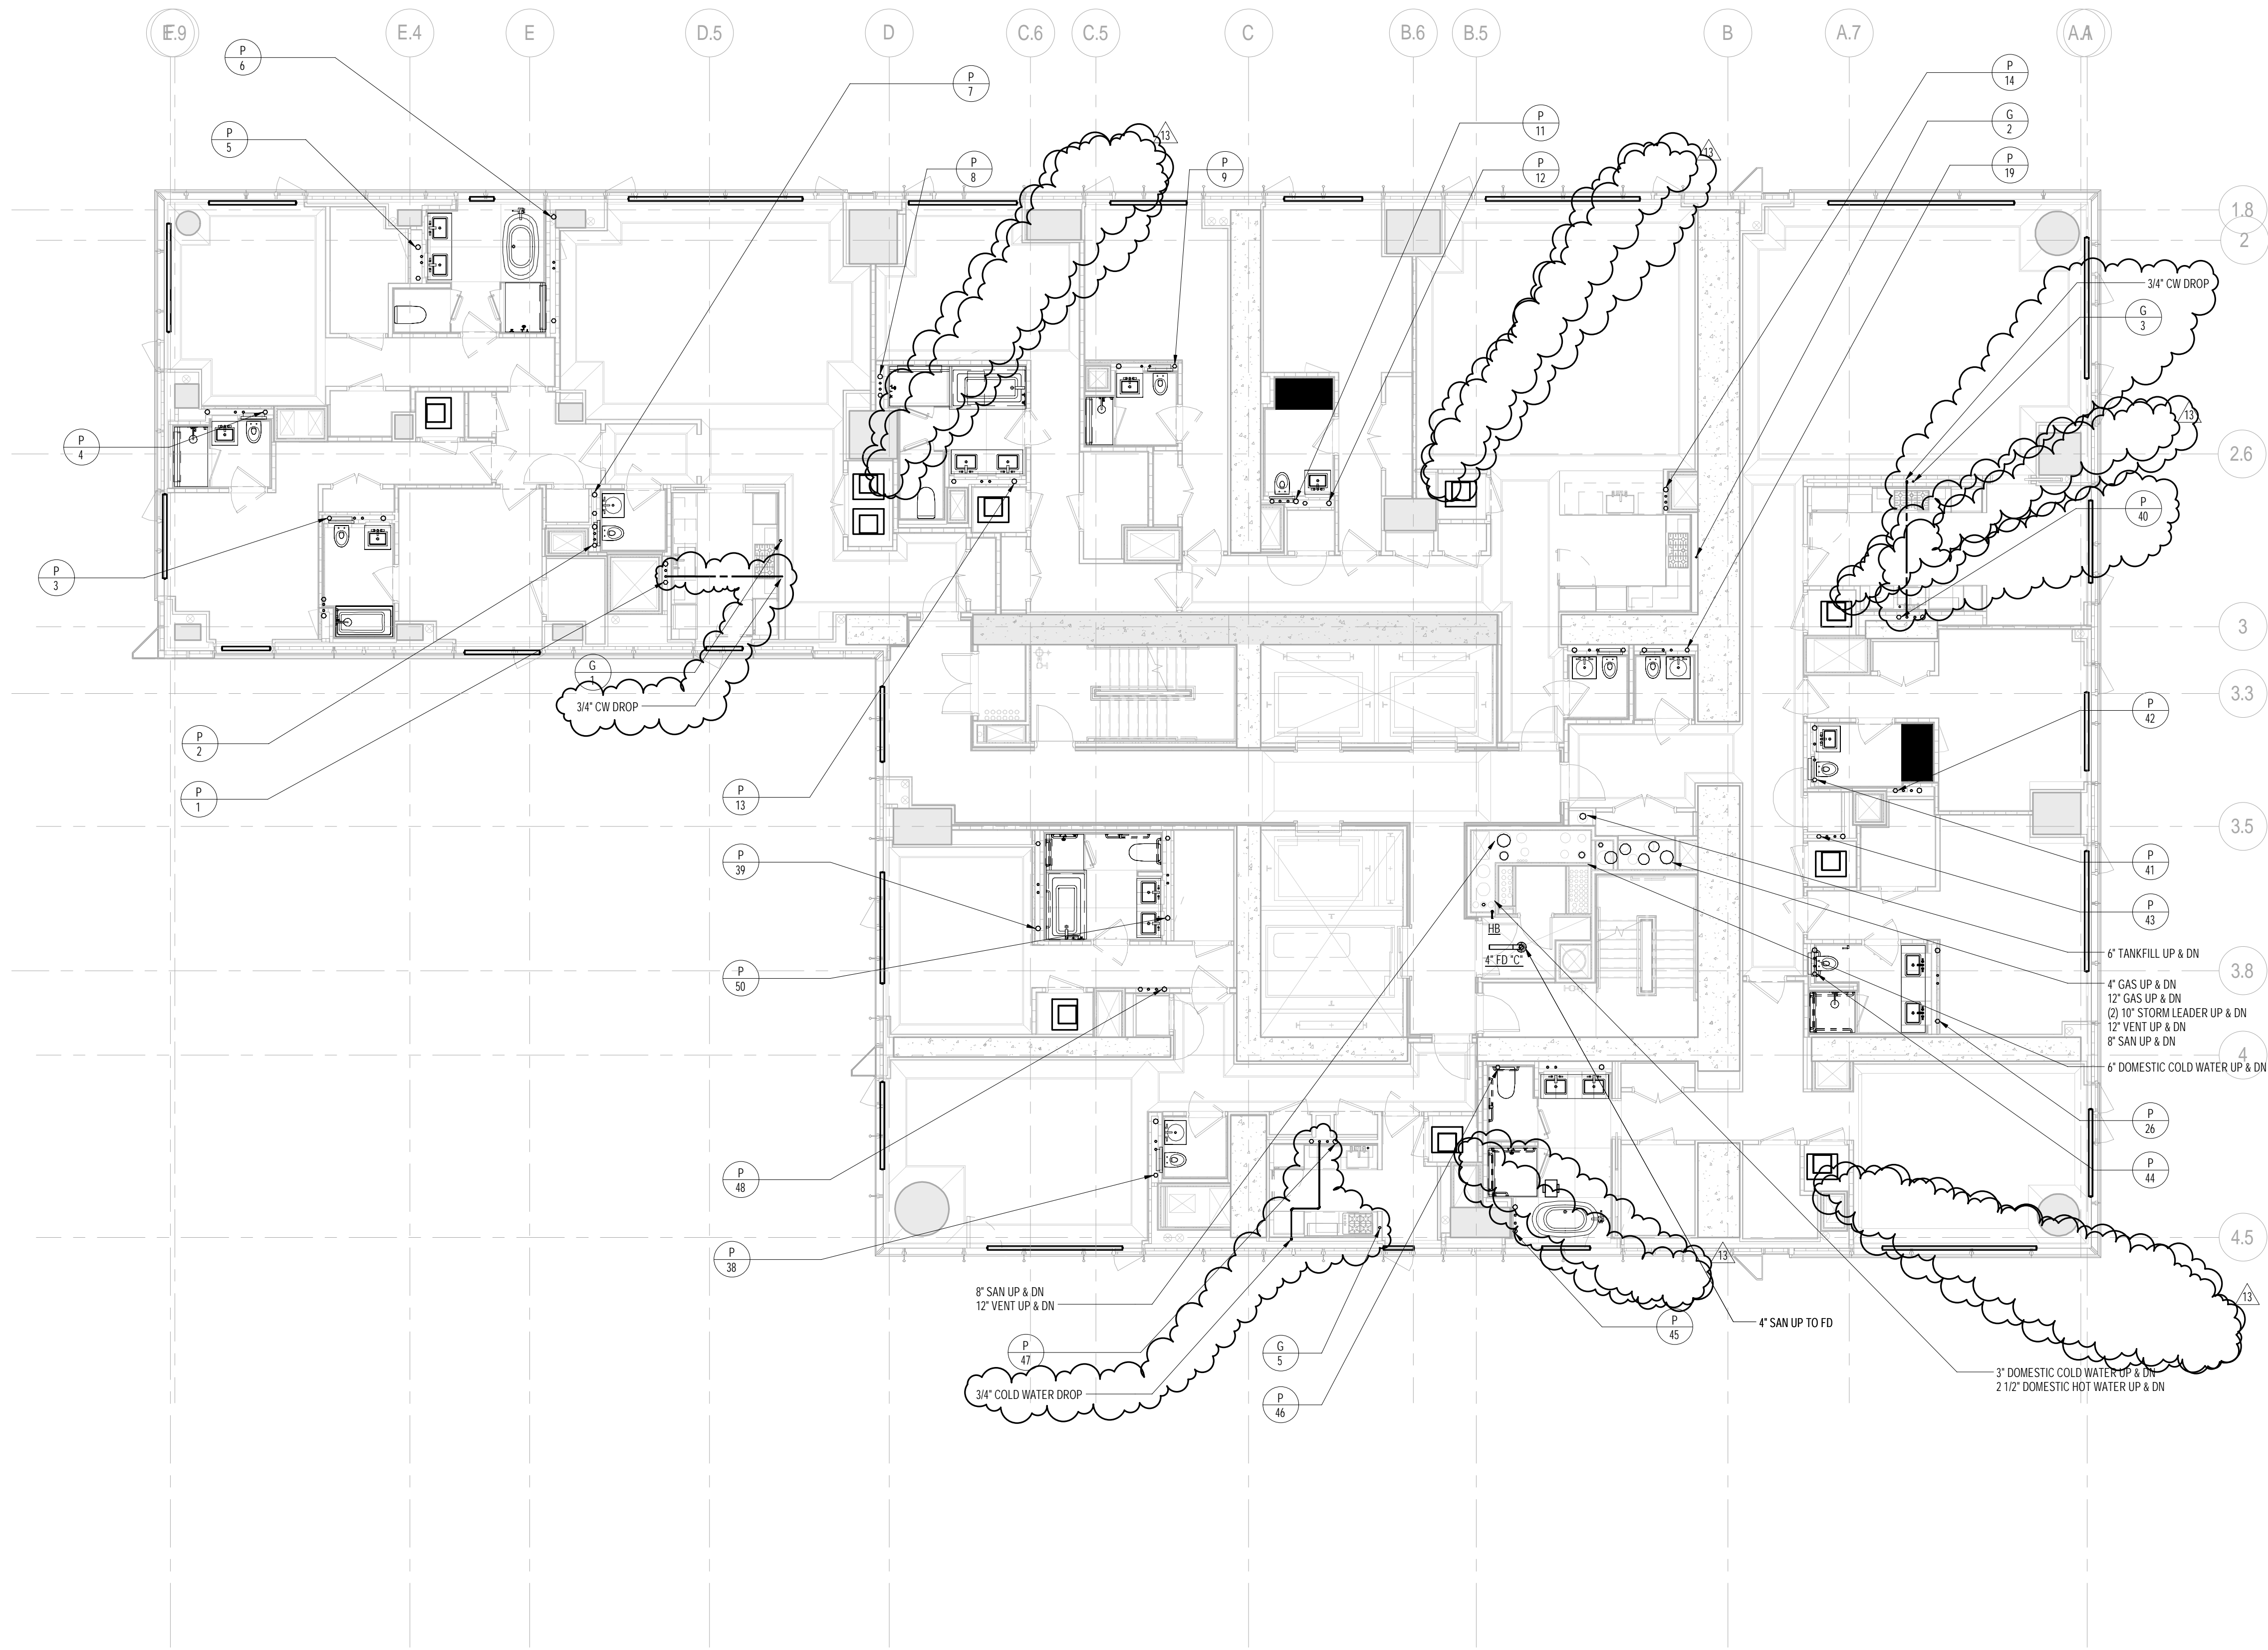 F.9
E.4
E
D.5
D
C.6
C.5
C
B.6
B.5
B
A.7
A.1
P
6
P
5
P
7
P
8
P
9
P
11
P
12
P
14
G
2
P
19
13
13
1.8
2
3/4" CW DROP
G
3
13
2.6
P
4
P
40
P
3
3
G
1
3/4" CW DROP
3.3
P
42
P
2
P
1
P
13
3.5
P
39
P
41
P
43
HB
4" FD "C"
P
50
6" TANKFILL UP & DN
3.8
4" GAS UP & DN
12" GAS UP & DN
(2) 10" STORM LEADER UP & DN
12" VENT UP & DN
8" SAN UP & DN
4
6" DOMESTIC COLD WATER UP & DN
P
26
P
44
P
48
P
38
4.5
13
13
8" SAN UP & DN
12" VENT UP & DN
4" SAN UP TO FD
P
45
P
47
G
5
3" DOMESTIC COLD WATER UP & DN
2 1/2" DOMESTIC HOT WATER UP & DN
3/4" COLD WATER DROP
P
46